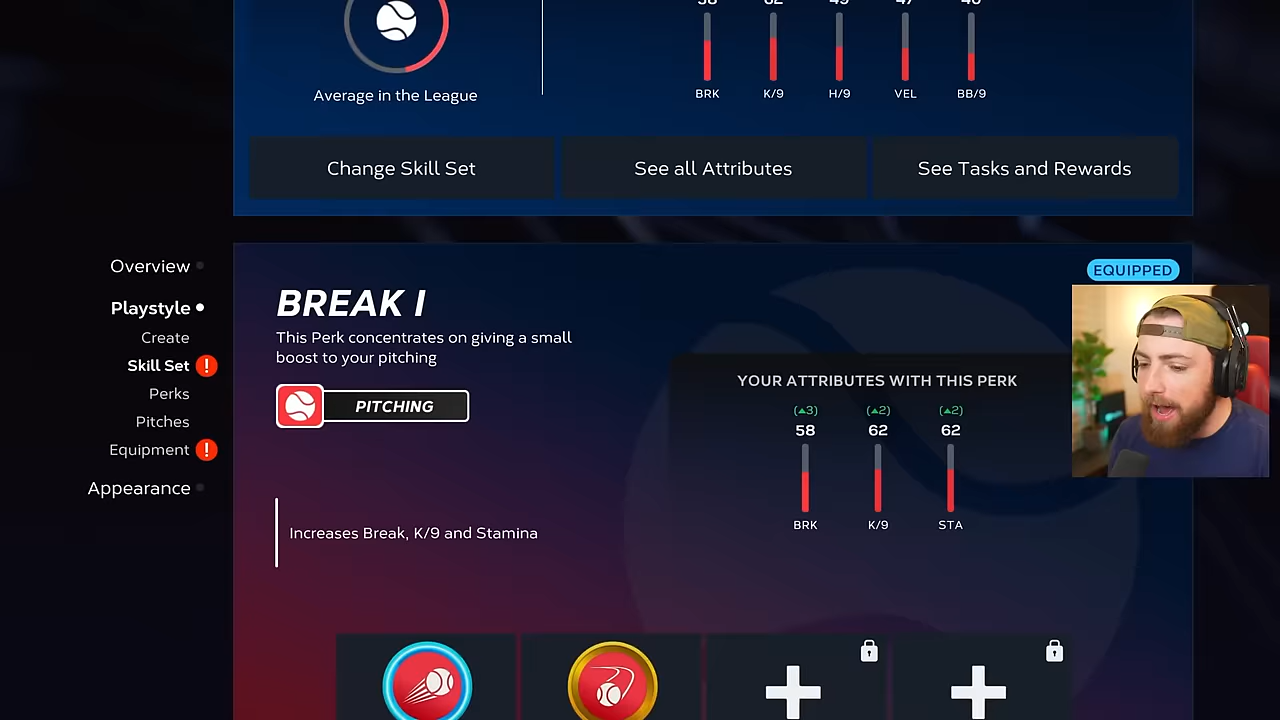 Average in the League
BRK K/9 H/9 VEL BB/9
Change Skill Set
See all Attributes
See Tasks and Rewards
Overview
Playstyle
Create
Skill Set !
Perks
Pitches
Equipment !
Appearance
EQUIPPED
BREAK I
This Perk concentrates on giving a small
boost to your pitching
PITCHING
Increases Break, K/9 and Stamina
YOUR ATTRIBUTES WITH THIS PERK
(▲3) (▲2) (▲2)
58 62 62
BRK K/9 STA